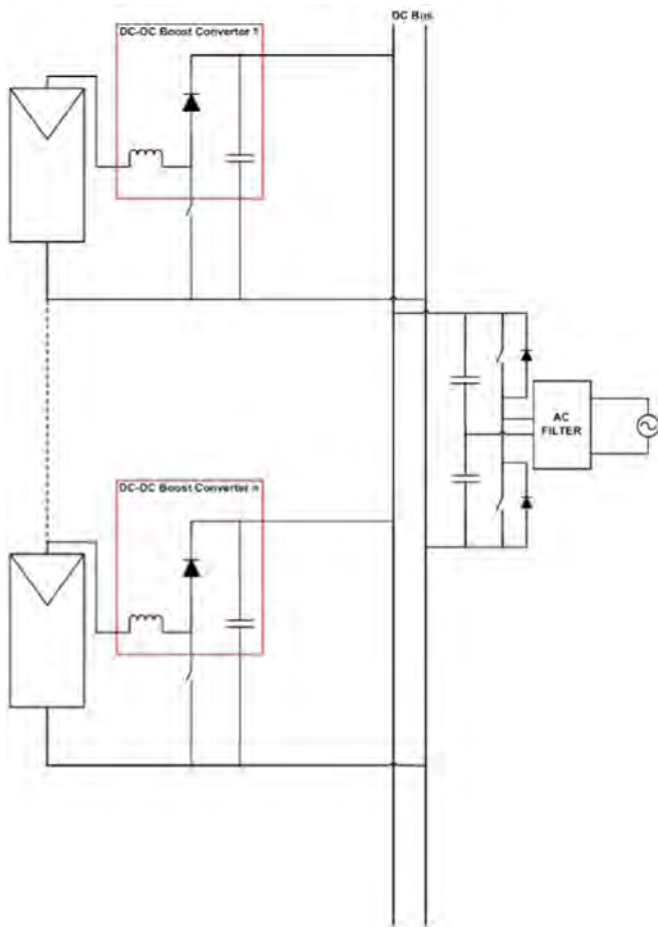 DC Bus
DC-DC Boost Converter 1
AC
FILTER
DC-DC Boost Converter n